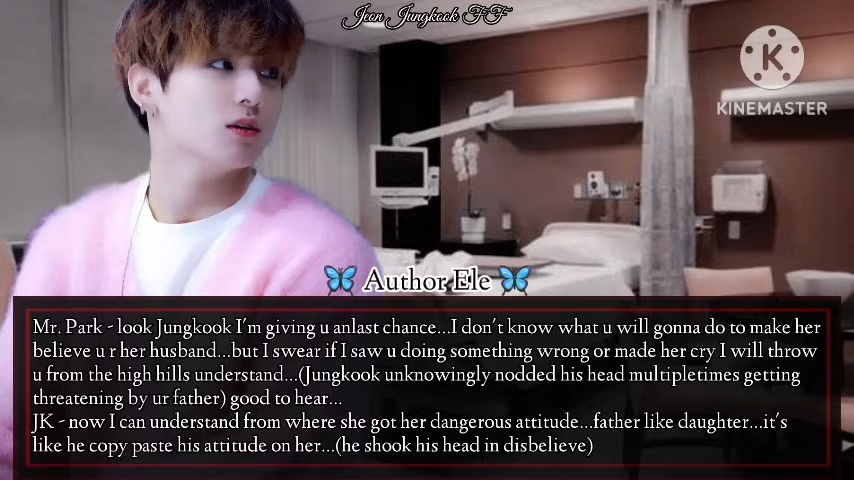 Jeon Jungkook FF
KINEMASTER
🦋 Author Ele 🦋
Mr. Park - look Jungkook I'm giving u anlast chance...I don't know what u will gonna do to make her
believe u r her husband...but I swear if I saw u doing something wrong or made her cry I will throw
u from the high hills understand...(Jungkook unknowingly nodded his head multipletimes getting
threatening by ur father) good to hear...
JK - now I can understand from where she got her dangerous attitude...father like daughter...it's
like he copy paste his attitude on her...(he shook his head in disbelieve)